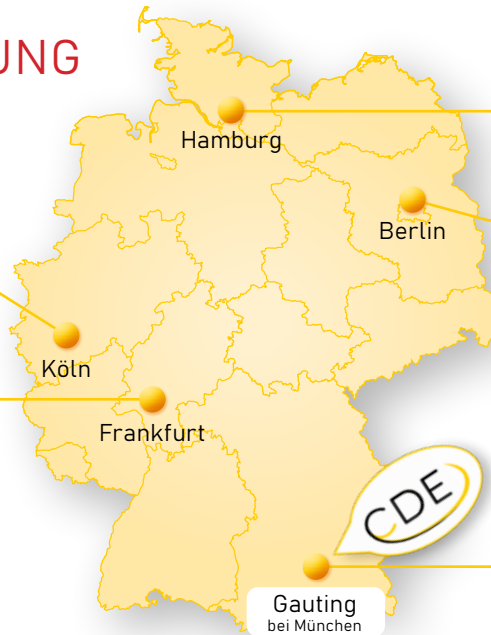 UNG
Hamburg
Berlin
Köln
Frankfurt
CDE
Gauting
bei München